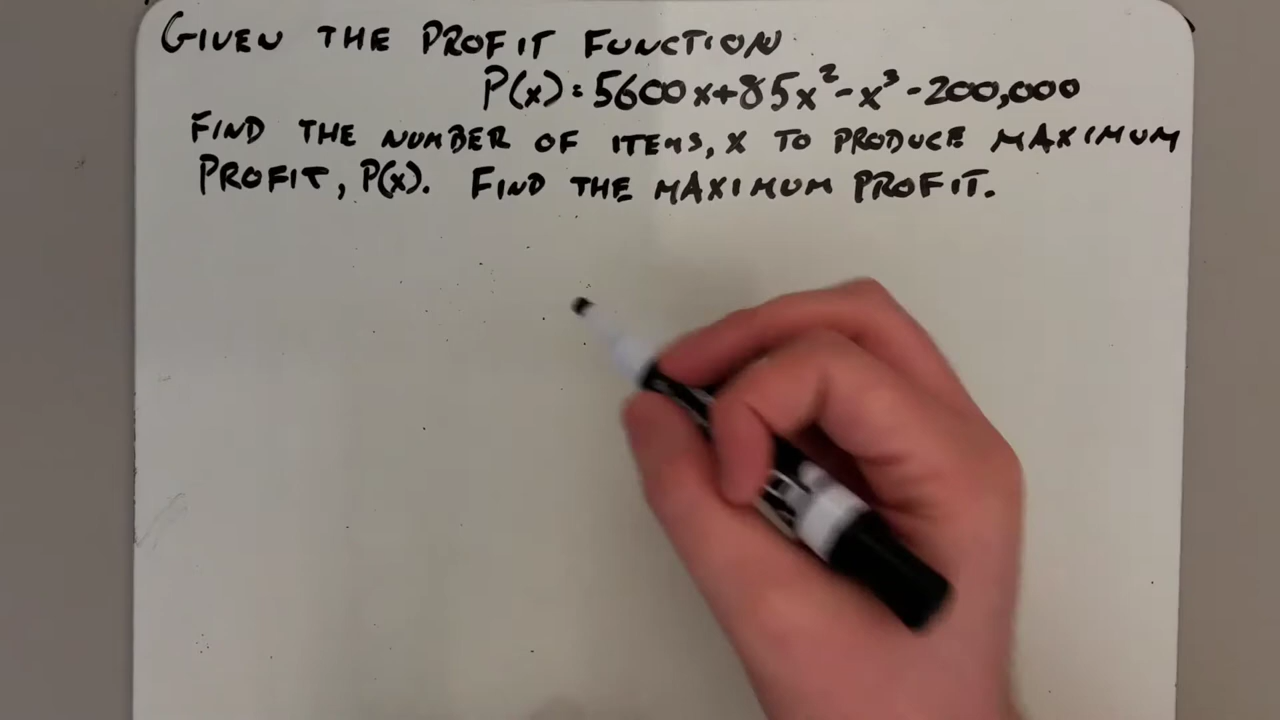 GIVEN THE PROFIT FUNCTION
P(x) = 5600x+85x²-x³-200,000
FIND THE NUMBER OF ITEMS, X TO PRODUCE MAXIMUM
PROFIT, P(x). FIND THE MAXIMUM PROFIT.